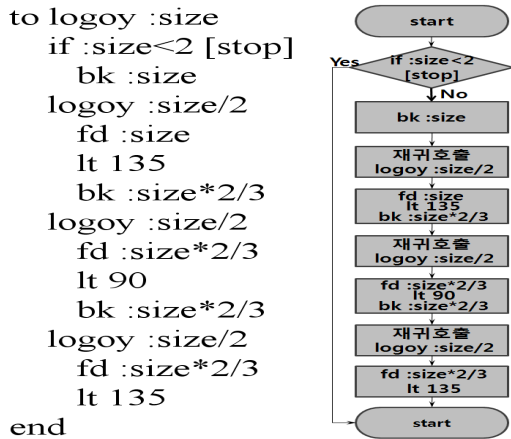 to logoy :size
if :size<2 [stop]
bk :size
logoy :size/2
fd :size
lt 135
bk :size*2/3
logoy :size/2
fd :size*2/3
lt 90
bk :size*2/3
logoy :size/2
fd :size*2/3
lt 135
end
start
Yes
if :size<2
[stop]
No
bk :size
재귀호출
logoy :size/2
fd :size
lt 135
bk :size*2/3
재귀호출
logoy :size/2
fd :size*2/3
lt 90
bk :size*2/3
재귀호출
logoy :size/2
fd :size*2/3
lt 135
start